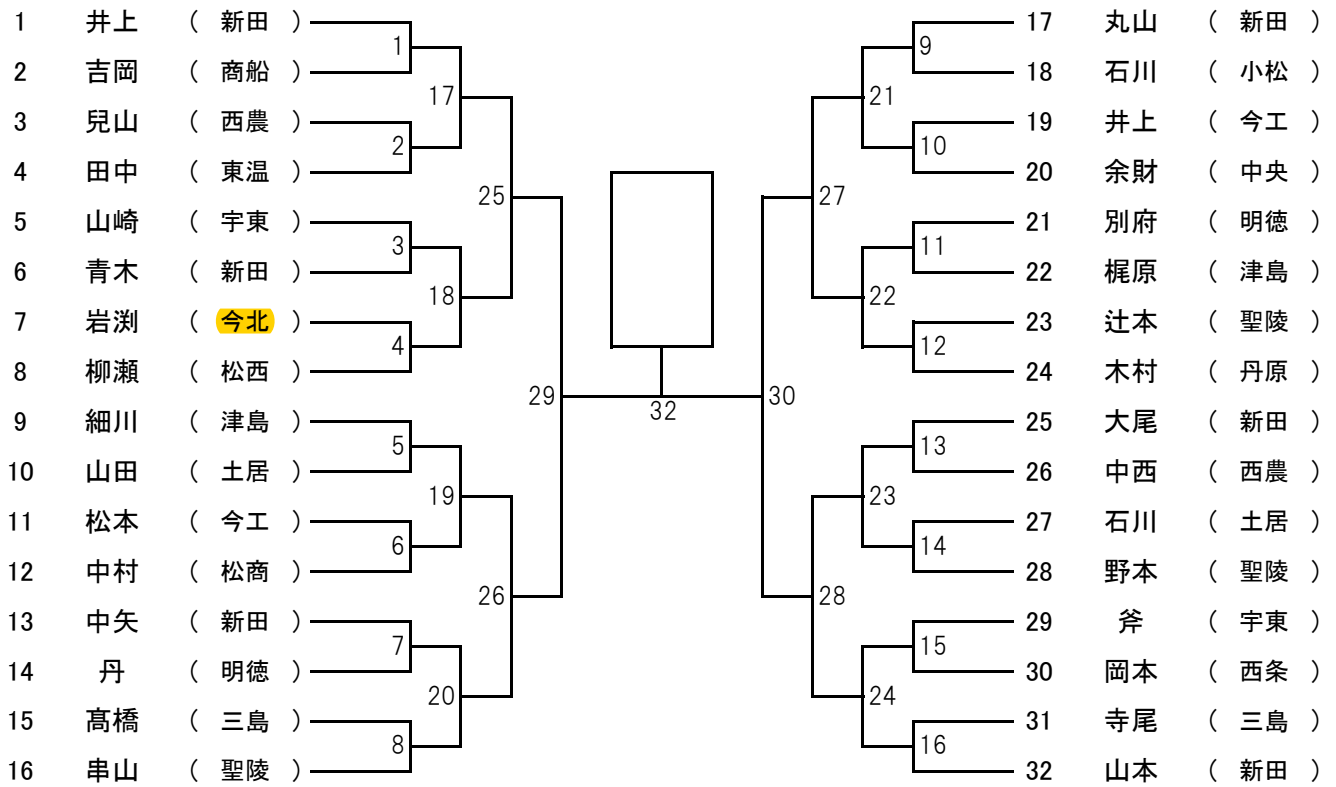 1 井上 ( 新田 )
2 吉岡 ( 商船 )
3 兒山 ( 西農 )
4 田中 ( 東温 )
5 山崎 ( 宇東 )
6 青木 ( 新田 )
7 岩渕 ( 今北 )
8 柳瀬 ( 松西 )
9 細川 ( 津島 )
10 山田 ( 土居 )
11 松本 ( 今工 )
12 中村 ( 松商 )
13 中矢 ( 新田 )
14 丹 ( 明徳 )
15 髙橋 ( 三島 )
16 串山 ( 聖陵 )
1
2
3
4
5
6
7
8
17
18
19
20
25
26
29
32
30
27
28
21
22
23
24
9
10
11
12
13
14
15
16
17 丸山 ( 新田 )
18 石川 ( 小松 )
19 井上 ( 今工 )
20 余財 ( 中央 )
21 別府 ( 明徳 )
22 梶原 ( 津島 )
23 辻本 ( 聖陵 )
24 木村 ( 丹原 )
25 大尾 ( 新田 )
26 中西 ( 西農 )
27 石川 ( 土居 )
28 野本 ( 聖陵 )
29 斧 ( 宇東 )
30 岡本 ( 西条 )
31 寺尾 ( 三島 )
32 山本 ( 新田 )